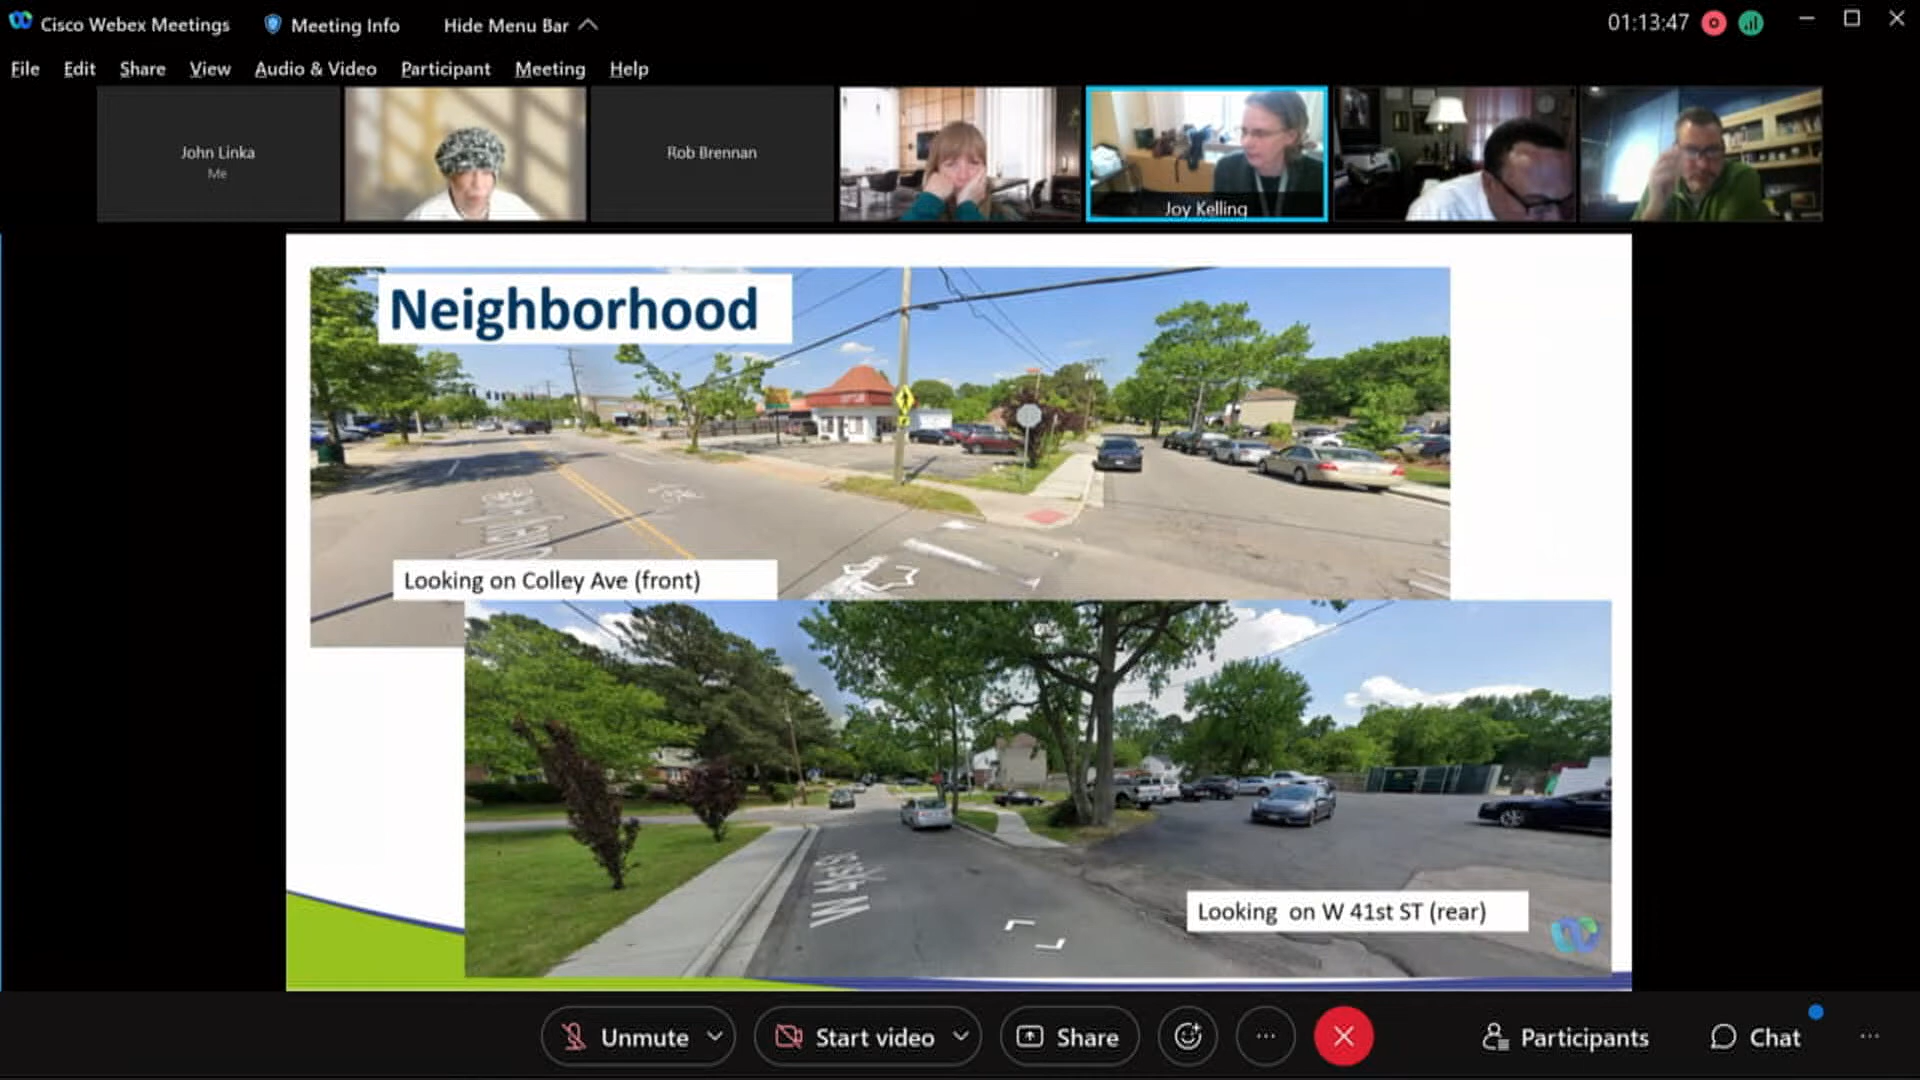 Cisco Webex Meetings
Meeting Info
Hide Menu Bar
01:13:47
File Edit Share View Audio & Video Participant Meeting Help
John Linka
Me
Rob Brennan
Joy Kelling
Neighborhood
Looking on Colley Ave (front)
W 41st St
Looking on W 41st ST (rear)
Unmute
Start video
Share
Participants
Chat